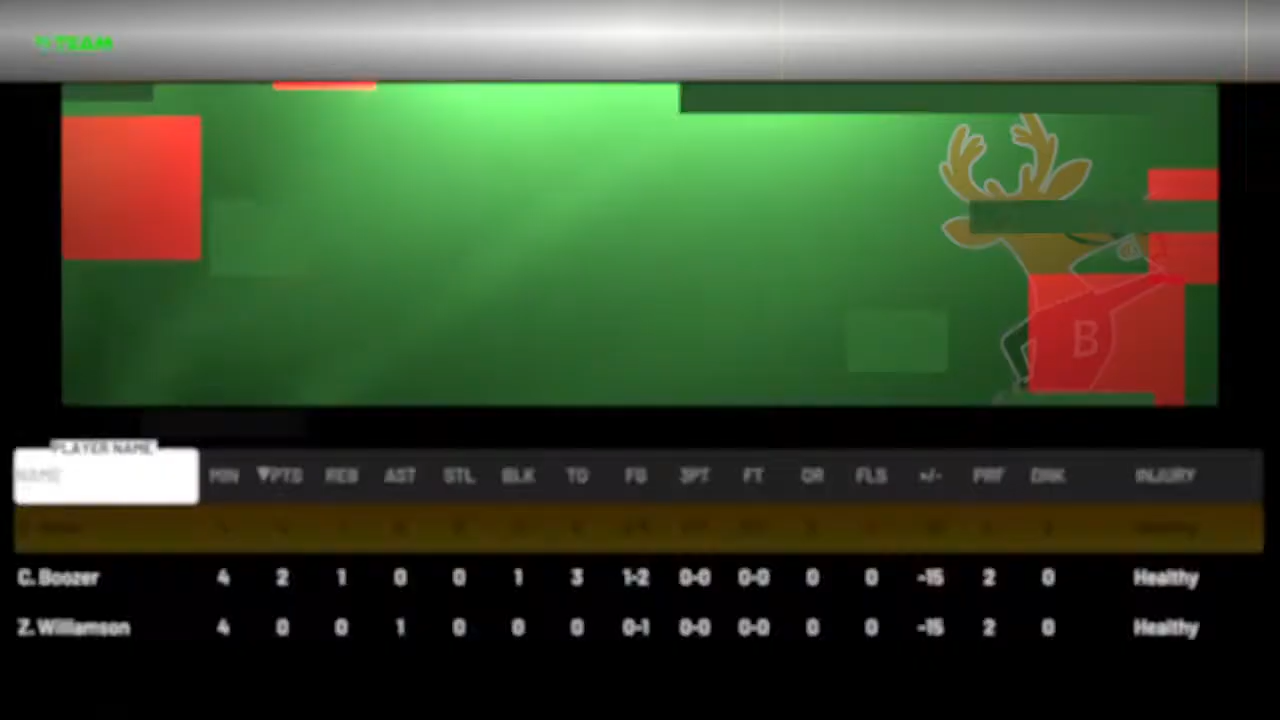 TEAM
B
PLAYER NAME
NAME MIN ▼PTS REB AST STL BLK TO FG 3PT FT OR FLS +/- PRF DNK INJURY
C. Boozer 4 2 1 0 0 1 3 1-2 0-0 0-0 0 0 -15 2 0 Healthy
Z. Williamson 4 0 0 1 0 0 0 0-1 0-0 0-0 0 0 -15 2 0 Healthy